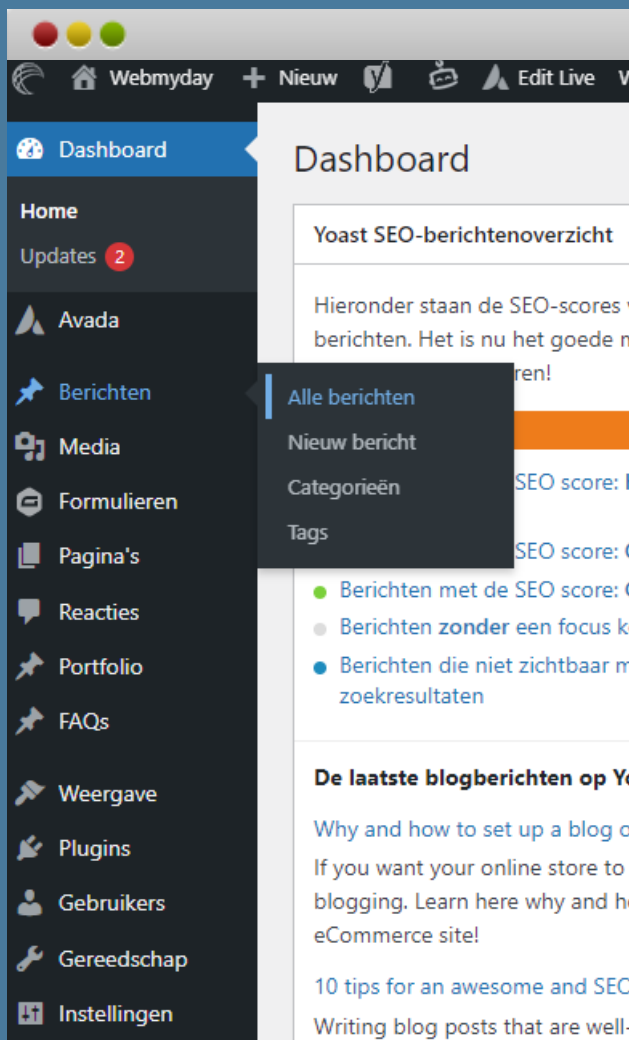 Webmyday + Nieuw Edit Live
Dashboard
Home
Updates 2
Avada
Berichten
Media
Formulieren
Pagina's
Reacties
Portfolio
FAQs
Weergave
Plugins
Gebruikers
Gereedschap
Instellingen
Alle berichten
Nieuw bericht
Categorieën
Tags
Dashboard
Yoast SEO-berichtenoverzicht
Hieronder staan de SEO-scores
berichten. Het is nu het goede
ren!
SEO score:
SEO score:
Berichten met de SEO score:
Berichten zonder een focus
Berichten die niet zichtbaar
zoekresultaten
De laatste blogberichten op
Why and how to set up a blog
If you want your online store to
blogging. Learn here why and
eCommerce site!
10 tips for an awesome and SEO
Writing blog posts that are well-